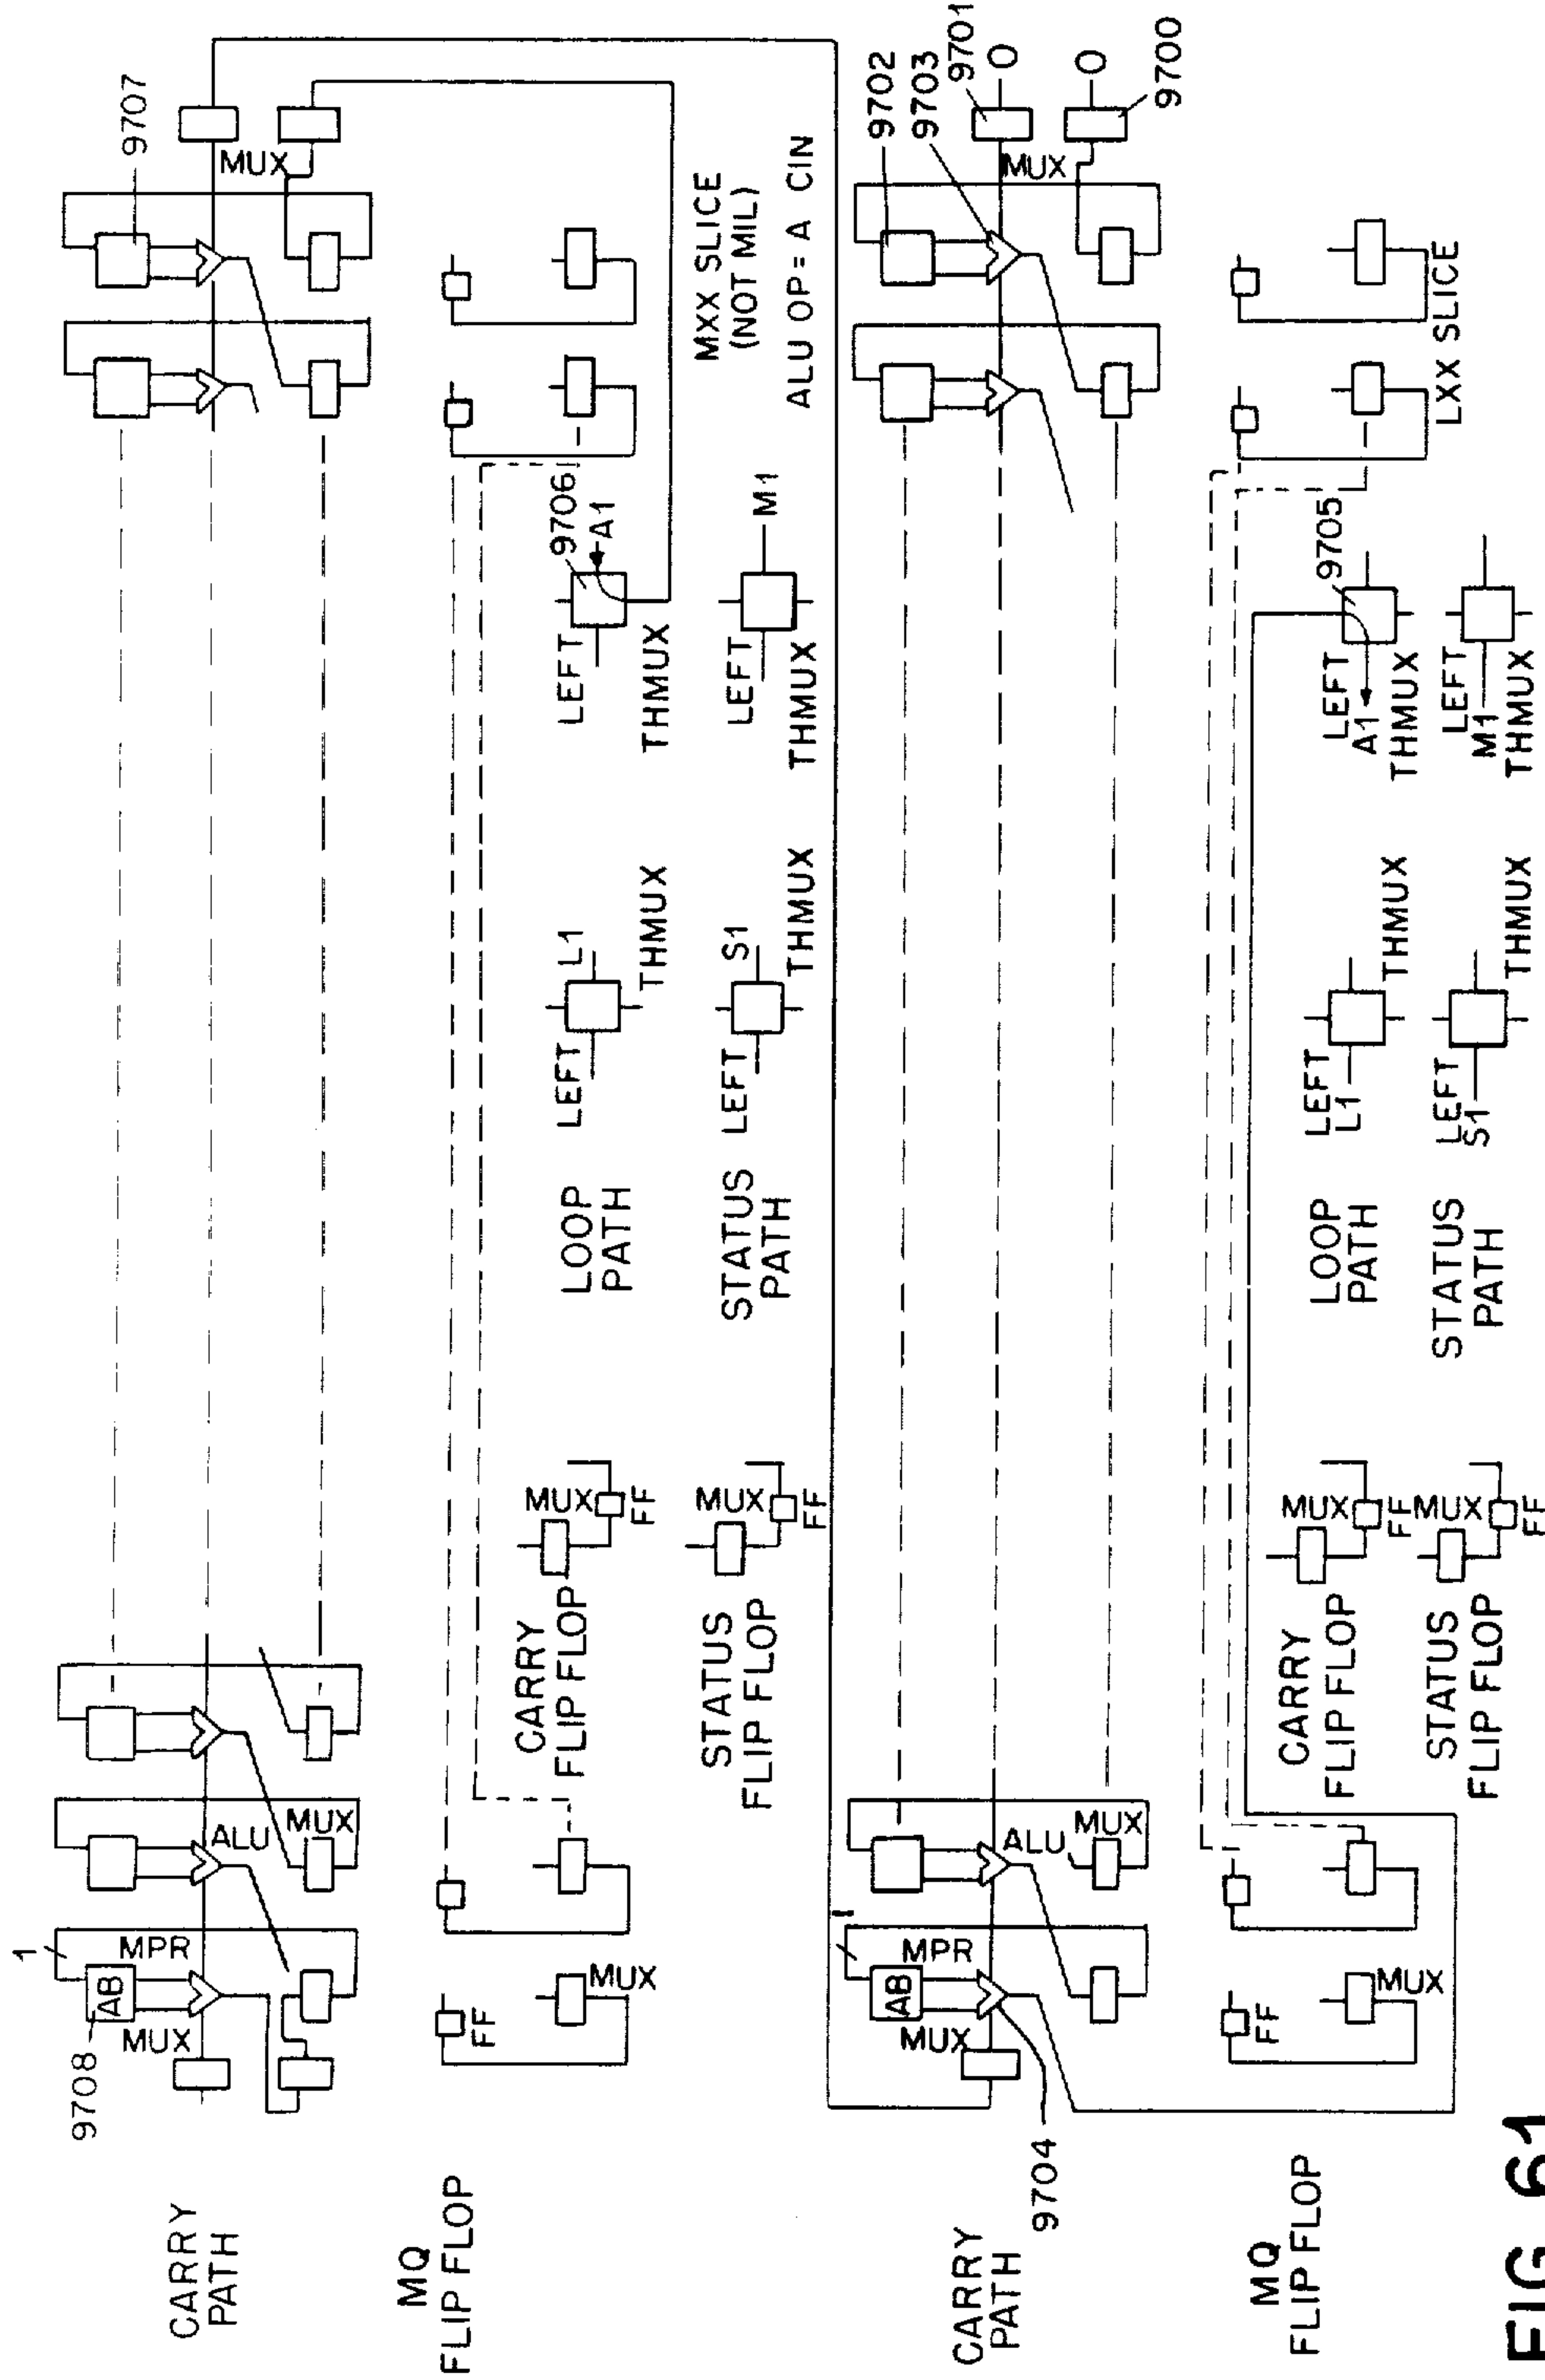 9707
MUX
1
MPR
AB
9708
MUX
ALU
MUX
CARRY
PATH
MQ
FLIP FLOP
FF
MUX
CARRY
FLIP FLOP
MUX
FF
LOOP
PATH
LEFT
L1
THMUX
LEFT
9706
A1
THMUX
STATUS
FLIP FLOP
MUX
FF
STATUS
PATH
LEFT
S1
THMUX
LEFT
M1
THMUX
MXX SLICE
(NOT MIL)
ALU OP = A CIN
9702
9703
9701
O
MUX
O
9700
1
MPR
AB
MUX
ALU
MUX
9704
CARRY
PATH
MQ
FLIP FLOP
FF
MUX
CARRY
FLIP FLOP
MUX
FF
LOOP
PATH
LEFT
L1
THMUX
LEFT
A1
9705
THMUX
LXX SLICE
STATUS
FLIP FLOP
MUX
FF
STATUS
PATH
LEFT
S1
THMUX
LEFT
M1
THMUX
FIG 61